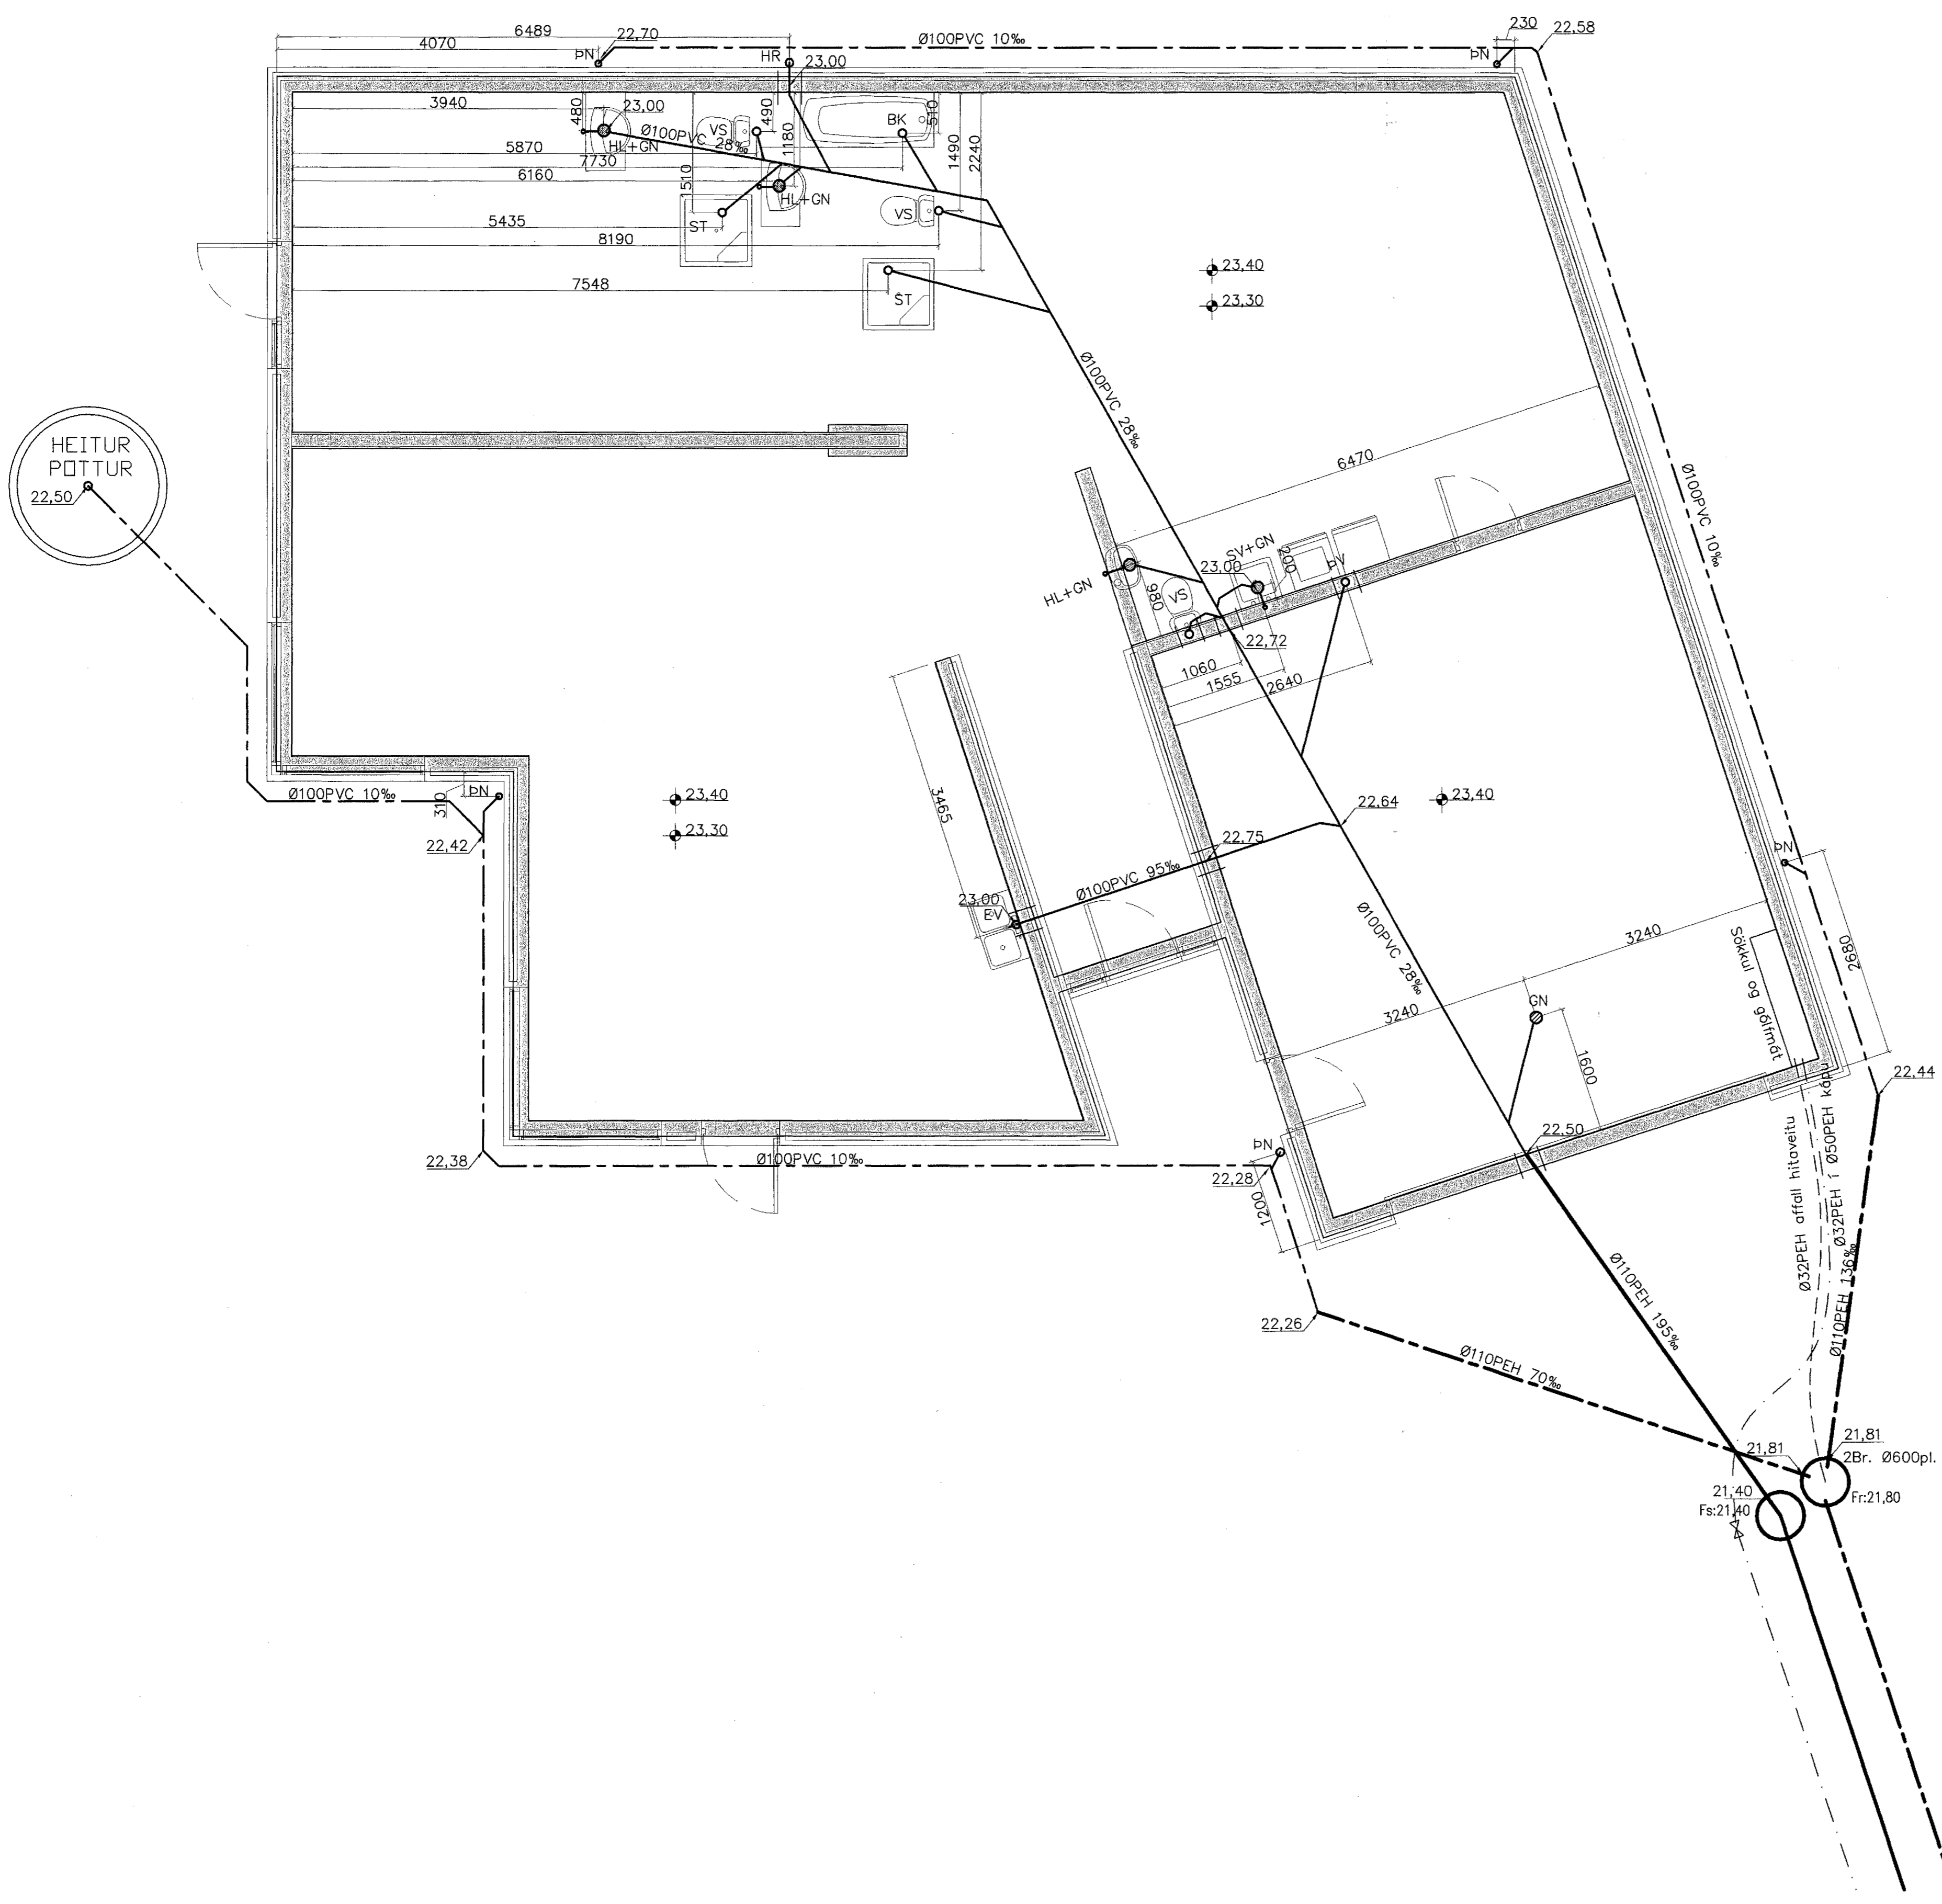 6489
230
22,58
4070
22,70
Ø100PVC 10‰
ÞN
HR
23,00
ÞN
3940
480
23,00
490
510
VS
BK
Ø100PVC 28‰
HL+GN
1180
1490
2240
5870
7730
6160
1510
HL+GN
VS
5435
ST
8190
23,40
7548
ST
23,30
Ø100PVC 28‰
HEITUR
POTTUR
22,50
6470
Ø100PVC 10‰
SV+GN
200
ÞV
23,00
HL+GN
980
VS
22,72
1060
1555
2640
Ø100PVC 10‰
310
ÞN
23,40
3465
23,40
22,64
23,30
22,42
22,75
ÞN
Ø100PVC 95‰
23,00
EV
Ø100PVC 28‰
3240
Sökkul og gólfmát
2680
3240
GN
1600
22,44
22,50
ÞN
22,38
Ø100PVC 10‰
22,28
1200
Ø32PEH affall hitaveitu
Ø32PEH í Ø50PEH kápu
Ø110PEH 136‰
Ø110PEH 195‰
22,26
Ø110PEH 70‰
21,81
21,81
2Br. Ø600pl.
21,40
Fr:21,80
Fs:21,40